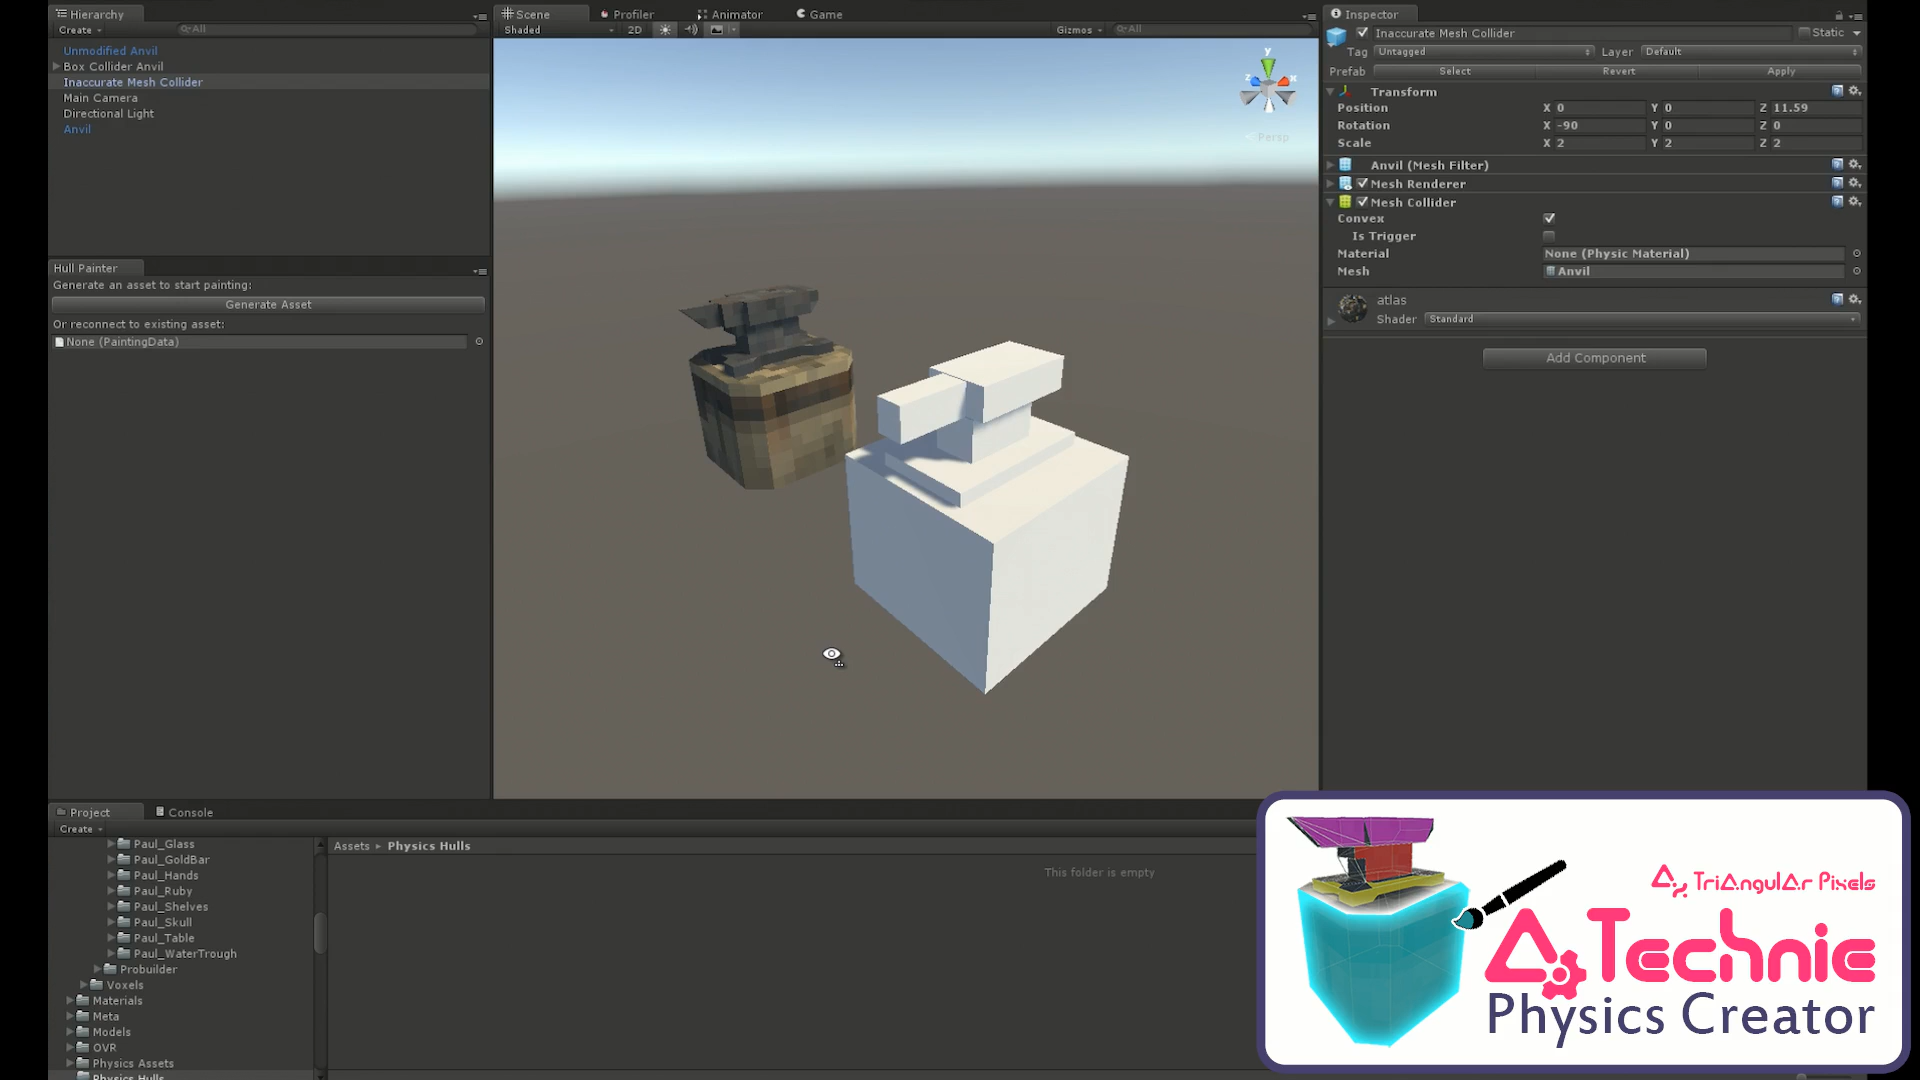 Hierarchy
Create
All
Unmodified Anvil
Box Collider Anvil
Inaccurate Mesh Collider
Main Camera
Directional Light
Anvil
Hull Painter
Generate an asset to start painting:
Generate Asset
Or reconnect to existing asset:
None (PaintingData)
Scene
Profiler
Animator
Game
Shaded
2D
Gizmos
All
y
z
x
Persp
Inspector
Inaccurate Mesh Collider
Static
Tag
Untagged
Layer
Default
Prefab
Select
Revert
Apply
Transform
Position
X 0
Y 0
Z 11.59
Rotation
X -90
Y 0
Z 0
Scale
X 2
Y 2
Z 2
Anvil (Mesh Filter)
Mesh Renderer
Mesh Collider
Convex
Is Trigger
Material
None (Physic Material)
Mesh
Anvil
atlas
Shader
Standard
Add Component
Project
Console
Create
Paul_Glass
Paul_GoldBar
Paul_Hands
Paul_Ruby
Paul_Shelves
Paul_Skull
Paul_Table
Paul_WaterTrough
Probuilder
Voxels
Materials
Meta
Models
OVR
Physics Assets
Physics Hulls
Assets ▸ Physics Hulls
This folder is empty
Triangular Pixels
Technie
Physics Creator